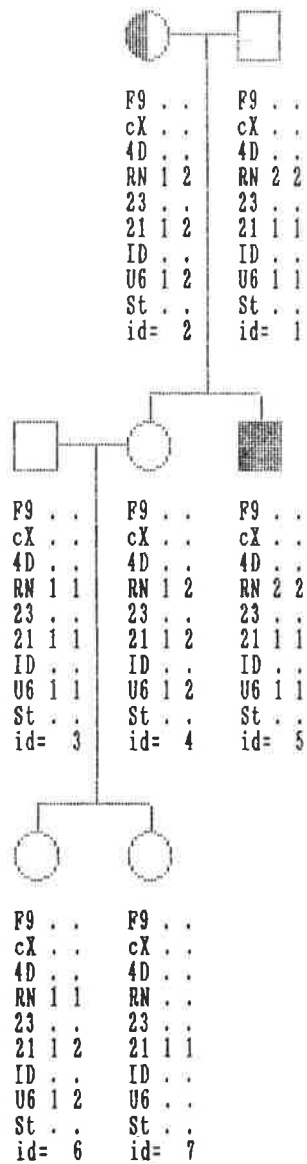 F9 . . F9 . .
cX . . cX . .
4D . . 4D . .
RN 1 2 RN 2 2
23 . . 23 . .
21 1 2 21 1 1
ID . . ID . .
U6 1 2 U6 1 1
St . . St . .
id= 2 id= 1
F9 . . F9 . . F9 . .
cX . . cX . . cX . .
4D . . 4D . . 4D . .
RN 1 1 RN 1 2 RN 2 2
23 . . 23 . . 23 . .
21 1 1 21 1 2 21 1 1
ID . . ID . . ID . .
U6 1 1 U6 1 2 U6 1 1
St . . St . . St . .
id= 3 id= 4 id= 5
F9 . . F9 . .
cX . . cX . .
4D . . 4D . .
RN 1 1 RN . .
23 . . 23 . .
21 1 2 21 1 1
ID . . ID . .
U6 1 2 U6 . .
St . . St . .
id= 6 id= 7